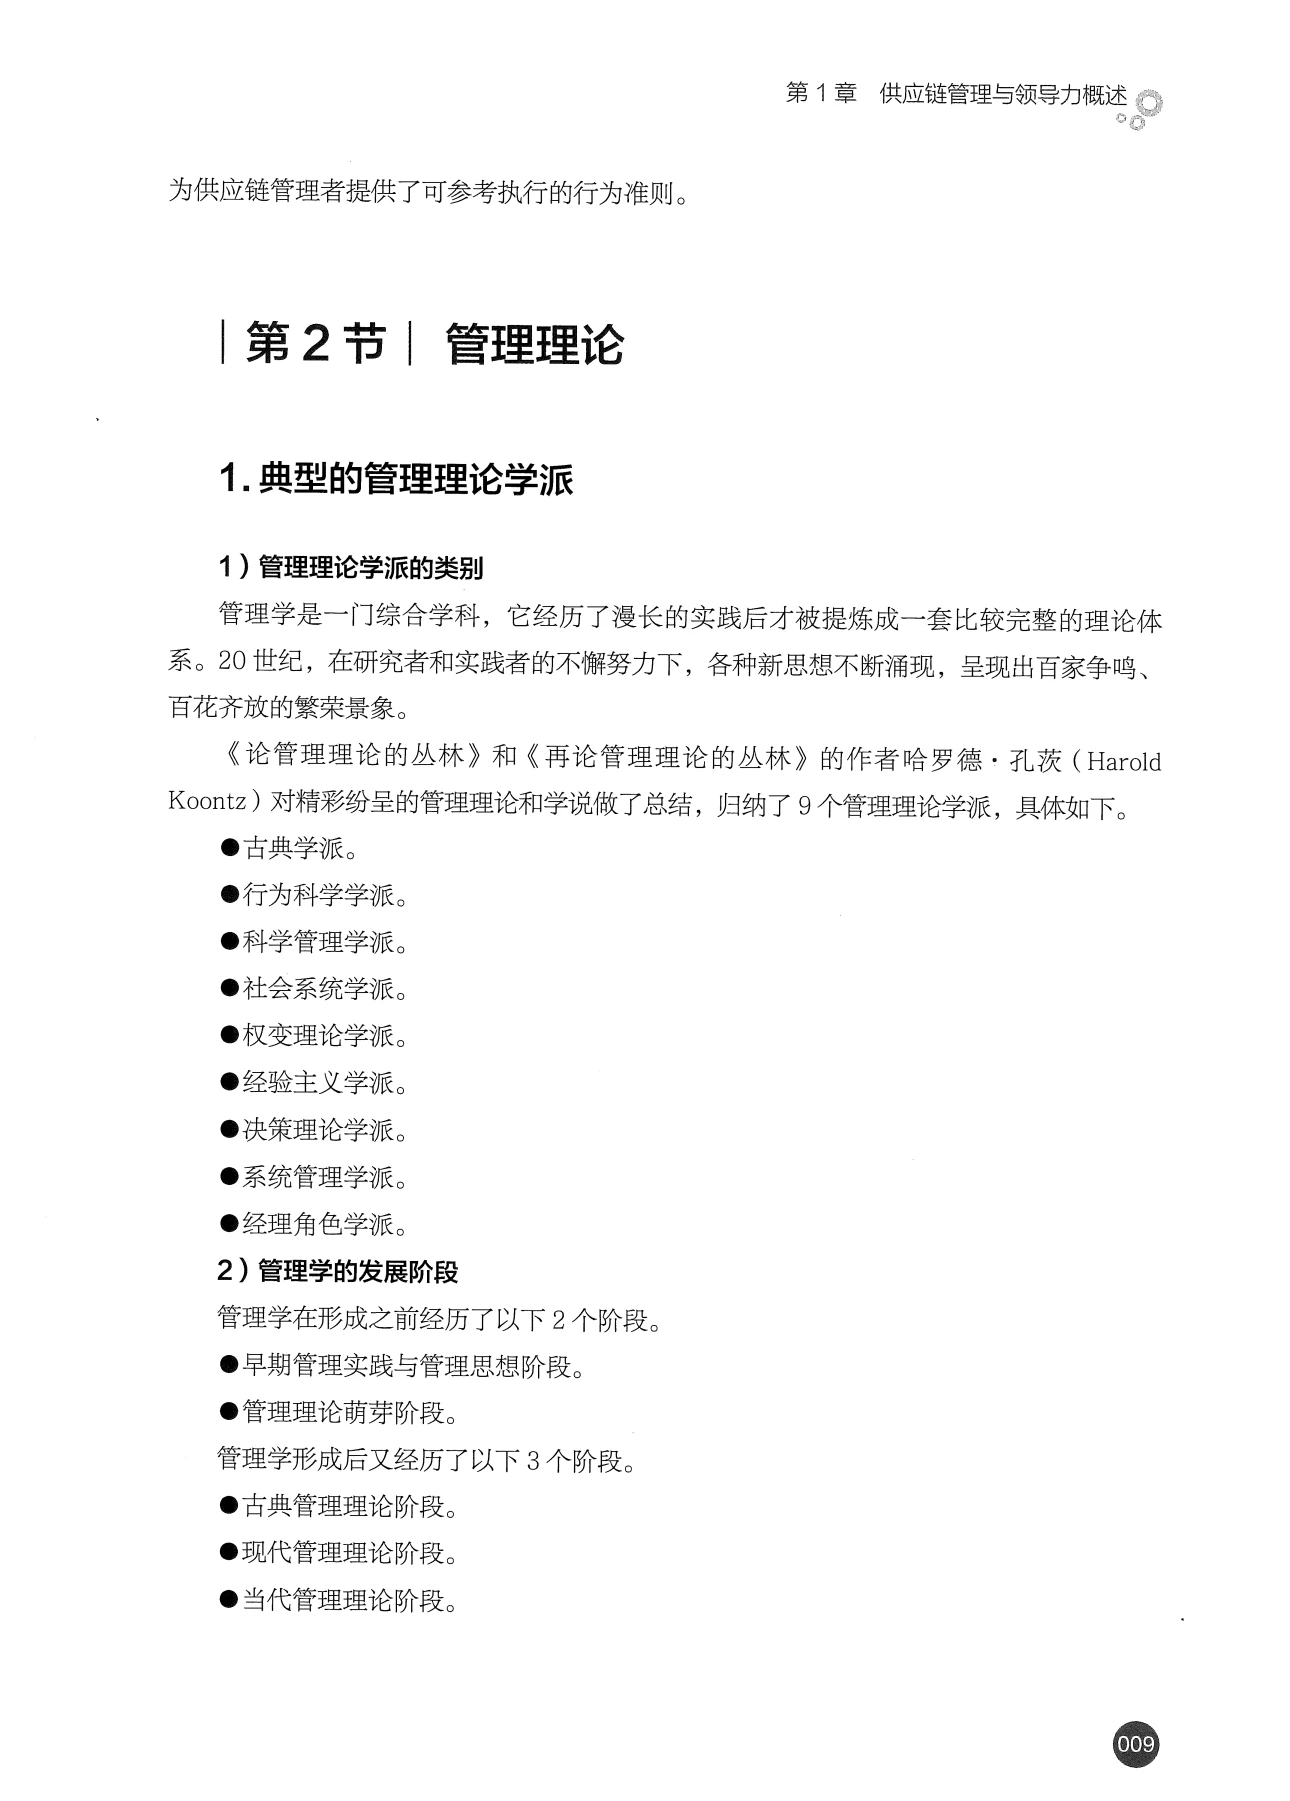 第1章 供应链管理与领导力概述
为供应链管理者提供了可参考执行的行为准则。
|第2节| 管理理论
1.典型的管理理论学派
1）管理理论学派的类别
管理学是一门综合学科，它经历了漫长的实践后才被提炼成一套比较完整的理论体
系。20世纪，在研究者和实践者的不懈努力下，各种新思想不断涌现，呈现出百家争鸣、
百花齐放的繁荣景象。
《论管理理论的丛林》和《再论管理理论的丛林》的作者哈罗德·孔茨（Harold
Koontz）对精彩纷呈的管理理论和学说做了总结，归纳了9个管理理论学派，具体如下。
●古典学派。
●行为科学学派。
●科学管理学派。
●社会系统学派。
●权变理论学派。
●经验主义学派。
●决策理论学派。
●系统管理学派。
●经理角色学派。
2）管理学的发展阶段
管理学在形成之前经历了以下2个阶段。
●早期管理实践与管理思想阶段。
●管理理论萌芽阶段。
管理学形成后又经历了以下3个阶段。
●古典管理理论阶段。
●现代管理理论阶段。
●当代管理理论阶段。
009